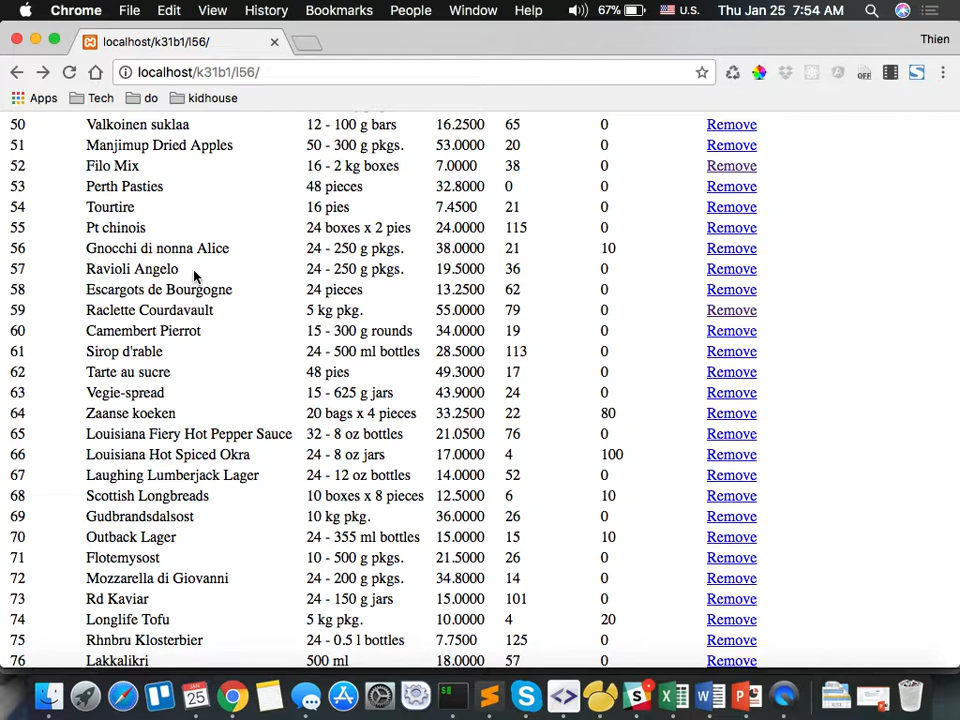 Chrome File Edit View History Bookmarks People Window Help 67% U.S. Thu Jan 25 7:54 AM
localhost/k31b1/l56/ Thien
localhost/k31b1/l56/ OFF
Apps Tech do kidhouse
50 Valkoinen suklaa 12 - 100 g bars 16.2500 65 0 Remove
51 Manjimup Dried Apples 50 - 300 g pkgs. 53.0000 20 0 Remove
52 Filo Mix 16 - 2 kg boxes 7.0000 38 0 Remove
53 Perth Pasties 48 pieces 32.8000 0 0 Remove
54 Tourtire 16 pies 7.4500 21 0 Remove
55 Pt chinois 24 boxes x 2 pies 24.0000 115 0 Remove
56 Gnocchi di nonna Alice 24 - 250 g pkgs. 38.0000 21 10 Remove
57 Ravioli Angelo 24 - 250 g pkgs. 19.5000 36 0 Remove
58 Escargots de Bourgogne 24 pieces 13.2500 62 0 Remove
59 Raclette Courdavault 5 kg pkg. 55.0000 79 0 Remove
60 Camembert Pierrot 15 - 300 g rounds 34.0000 19 0 Remove
61 Sirop d'rable 24 - 500 ml bottles 28.5000 113 0 Remove
62 Tarte au sucre 48 pies 49.3000 17 0 Remove
63 Vegie-spread 15 - 625 g jars 43.9000 24 0 Remove
64 Zaanse koeken 20 bags x 4 pieces 33.2500 22 80 Remove
65 Louisiana Fiery Hot Pepper Sauce 32 - 8 oz bottles 21.0500 76 0 Remove
66 Louisiana Hot Spiced Okra 24 - 8 oz jars 17.0000 4 100 Remove
67 Laughing Lumberjack Lager 24 - 12 oz bottles 14.0000 52 0 Remove
68 Scottish Longbreads 10 boxes x 8 pieces 12.5000 6 10 Remove
69 Gudbrandsdalsost 10 kg pkg. 36.0000 26 0 Remove
70 Outback Lager 24 - 355 ml bottles 15.0000 15 10 Remove
71 Flotemysost 10 - 500 g pkgs. 21.5000 26 0 Remove
72 Mozzarella di Giovanni 24 - 200 g pkgs. 34.8000 14 0 Remove
73 Rd Kaviar 24 - 150 g jars 15.0000 101 0 Remove
74 Longlife Tofu 5 kg pkg. 10.0000 4 20 Remove
75 Rhnbru Klosterbier 24 - 0.5 l bottles 7.7500 125 0 Remove
76 Lakkalikri 500 ml 18.0000 57 0 Remove